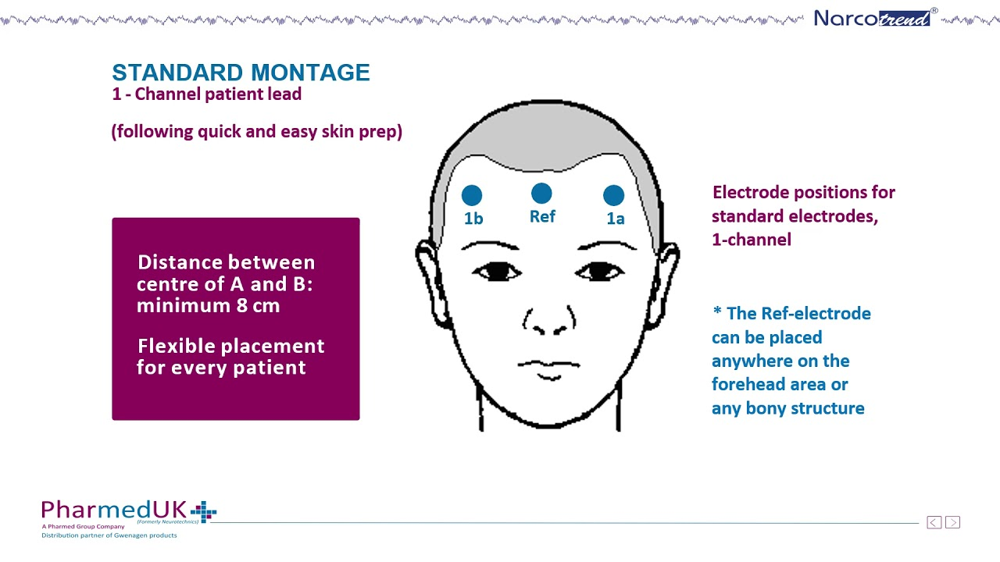 Narcotrend®
STANDARD MONTAGE
1 - Channel patient lead
(following quick and easy skin prep)
Distance between
centre of A and B:
minimum 8 cm
Flexible placement
for every patient
1b
Ref
1a
Electrode positions for
standard electrodes,
1-channel
* The Ref-electrode
can be placed
anywhere on the
forehead area or
any bony structure
PharmedUK
(Formerly Neurotechnics)
A Pharmed Group Company
Distribution partner of Gwenagen products